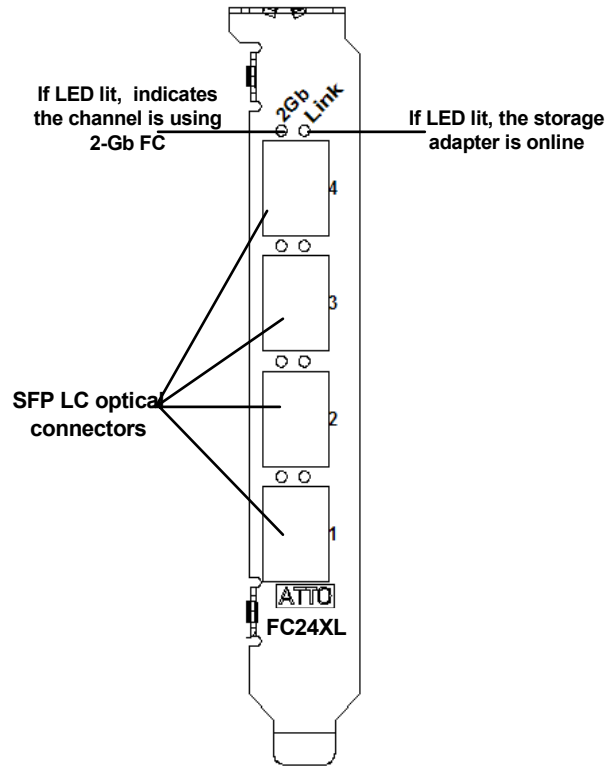 If LED lit, indicates
the channel is using
2-Gb FC
2Gb
Link
If LED lit, the storage
adapter is online
4
3
SFP LC optical
connectors
2
1
ATTO
FC24XL